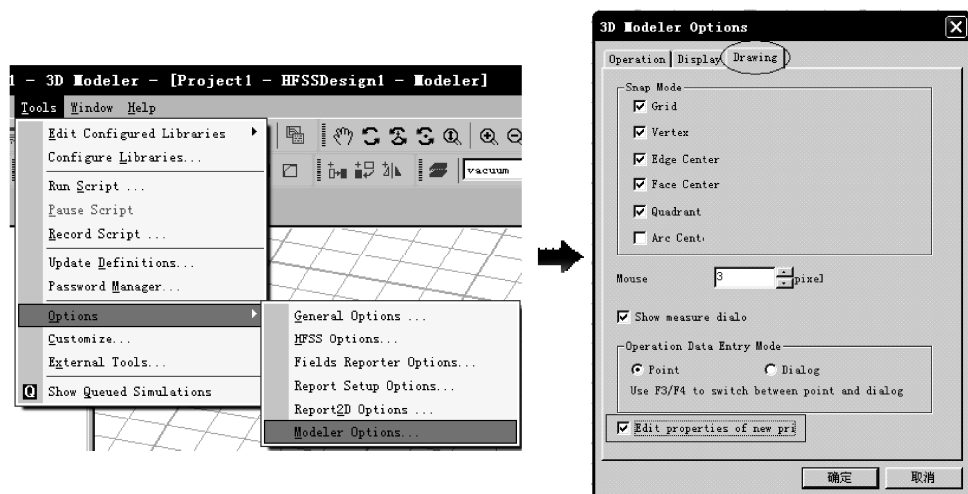 1 - 3D Modeler - [Project1 - HFSSDesign1 - Modeler]
Tools Window Help
Edit Configured Libraries
Configure Libraries...
vacuum
Run Script ...
Pause Script
Record Script ...
Update Definitions...
Password Manager...
Options
Customize...
External Tools...
Q Show Queued Simulations
General Options ...
HFSS Options...
Fields Reporter Options...
Report Setup Options...
Report2D Options ...
Modeler Options...
3D Modeler Options
Operation Display Drawing
Snap Mode
Grid
Vertex
Edge Center
Face Center
Quadrant
Arc Cent
Mouse 3 pixel
Show measure dialo
Operation Data Entry Mode
Point Dialog
Use F3/F4 to switch between point and dialog
Edit properties of new pri
确定 取消